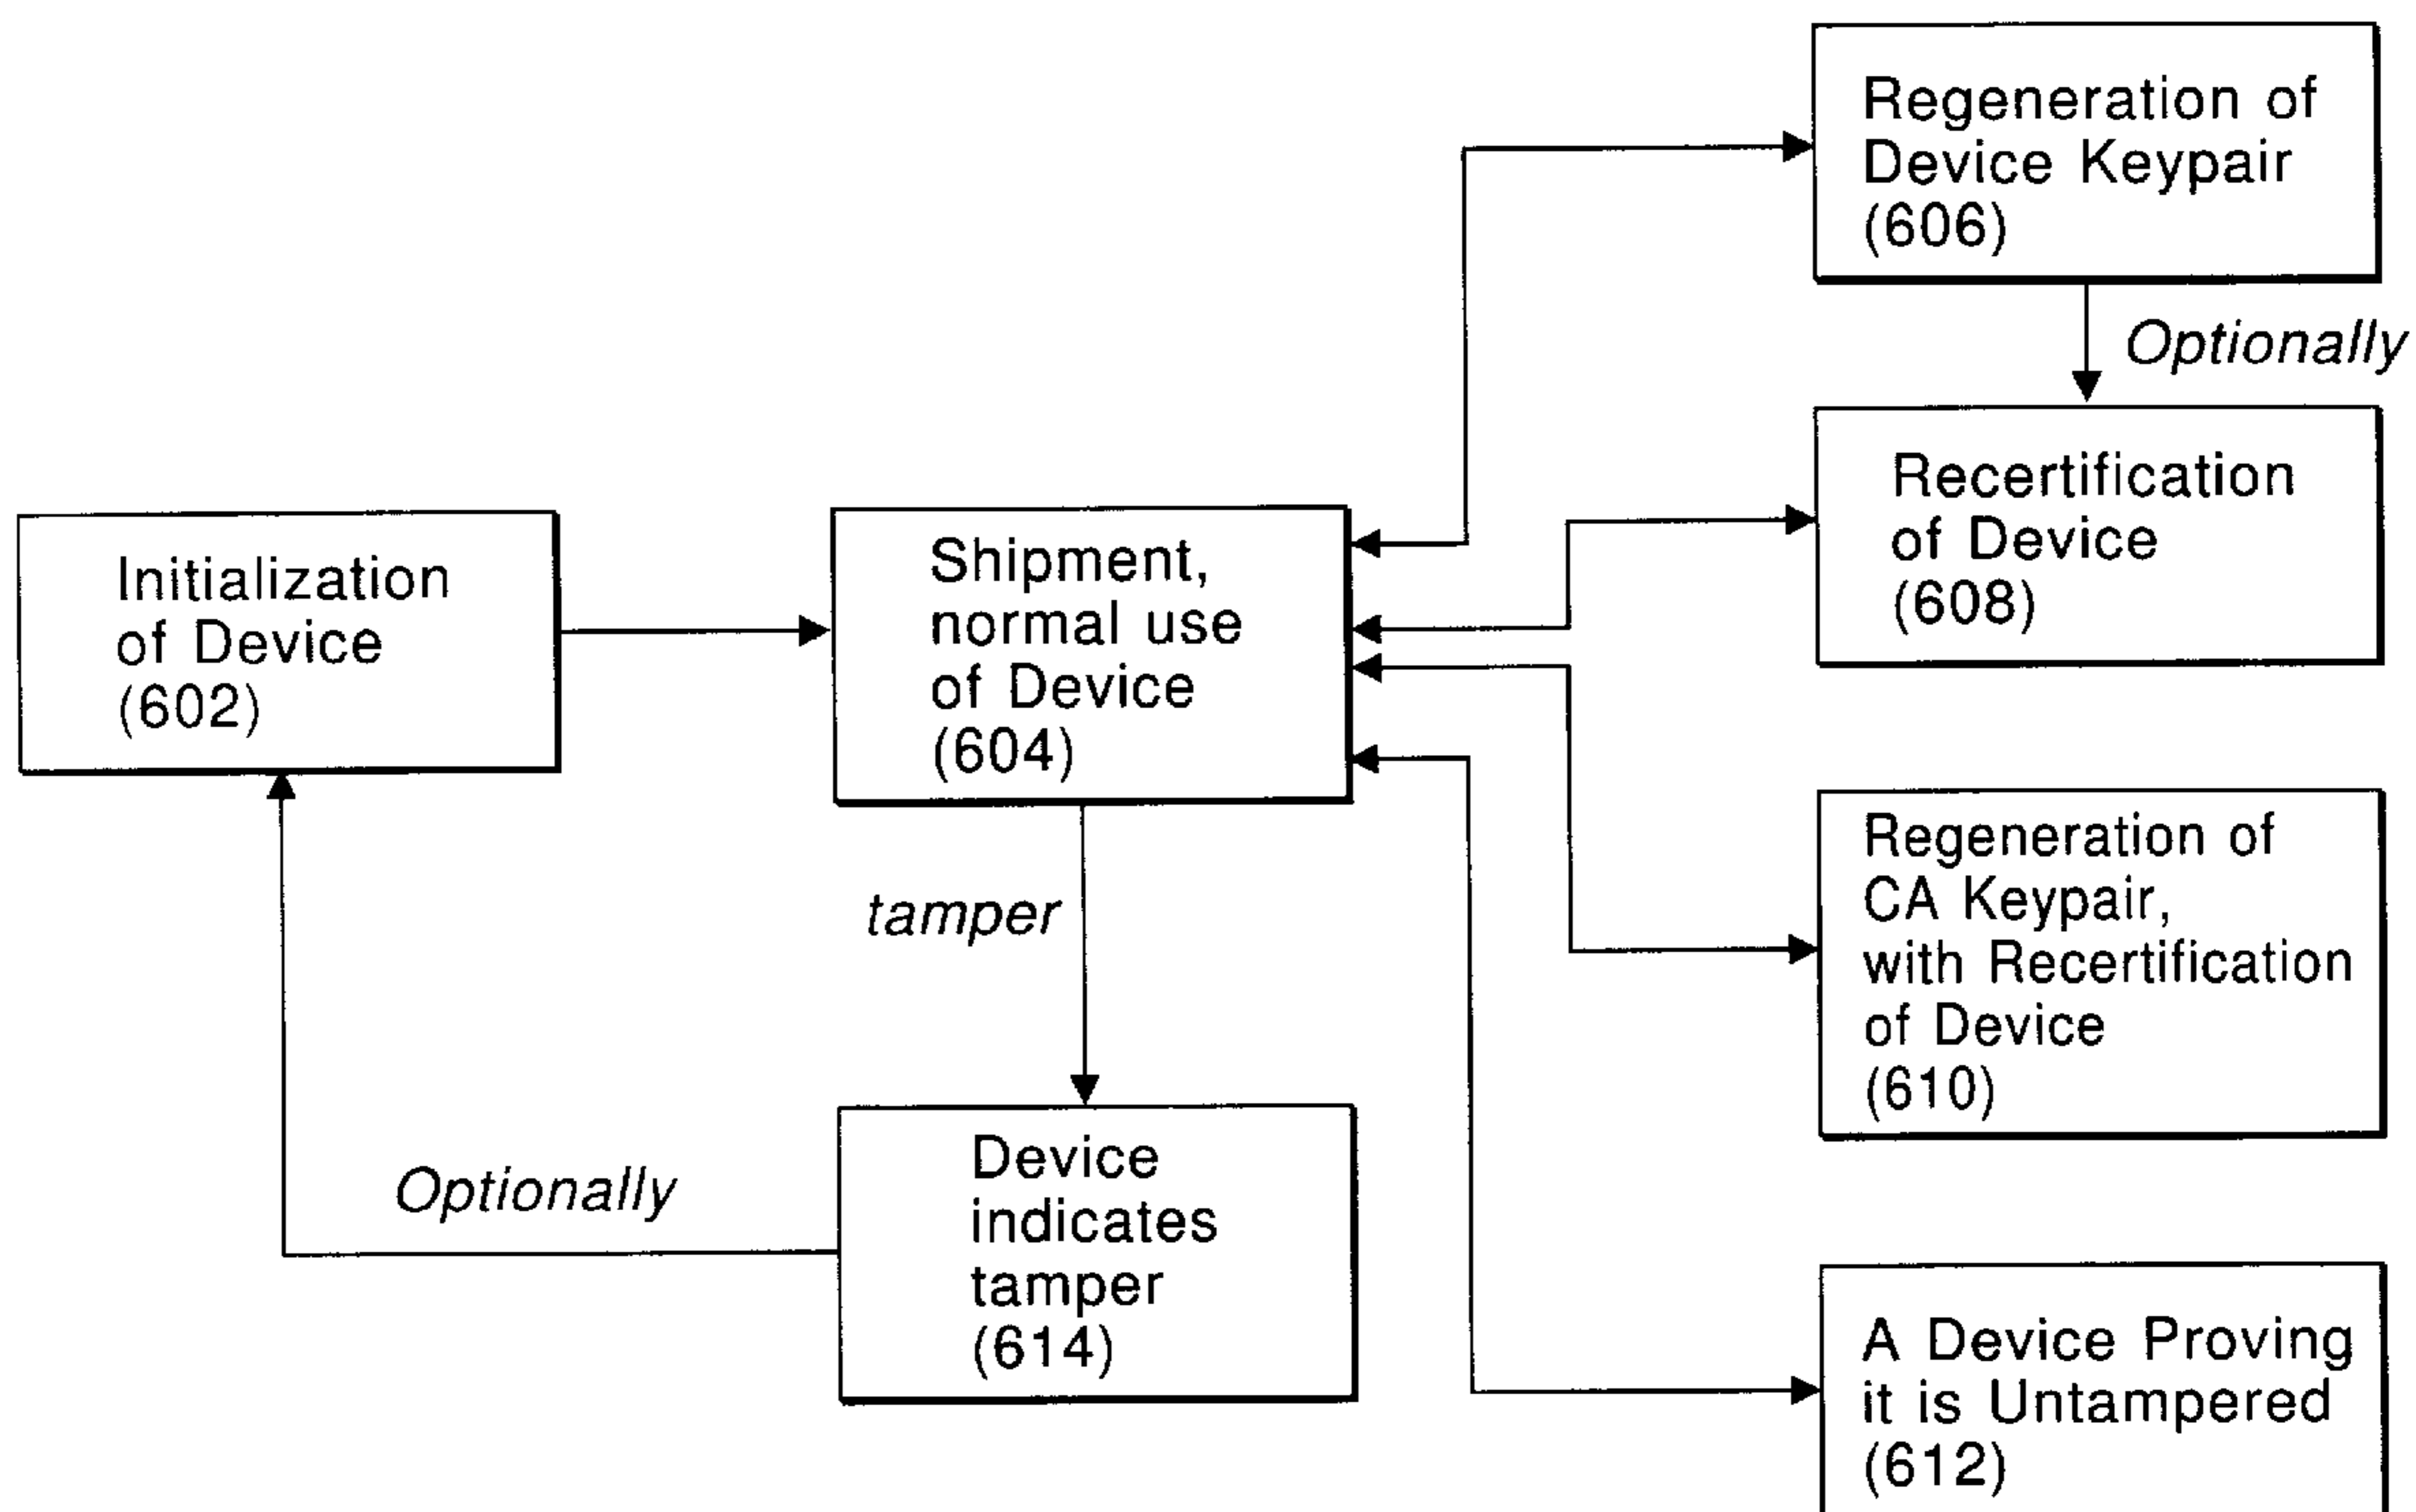 Regeneration of
Device Keypair
(606)
Optionally
Recertification
of Device
(608)
Initialization
of Device
(602)
Shipment,
normal use
of Device
(604)
tamper
Regeneration of
CA Keypair,
with Recertification
of Device
(610)
Device
indicates
tamper
(614)
Optionally
A Device Proving
it is Untampered
(612)